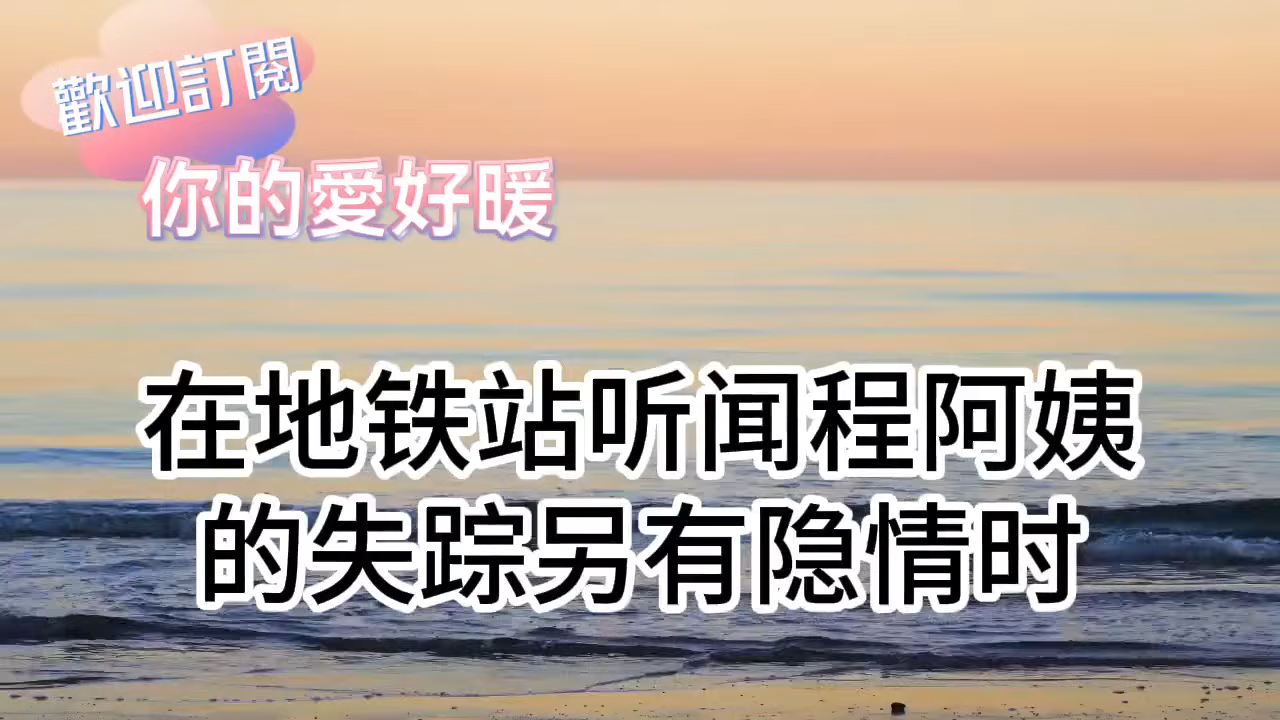 歡迎訂閱
你的愛好暖
在地铁站听闻程阿姨
的失踪另有隐情时